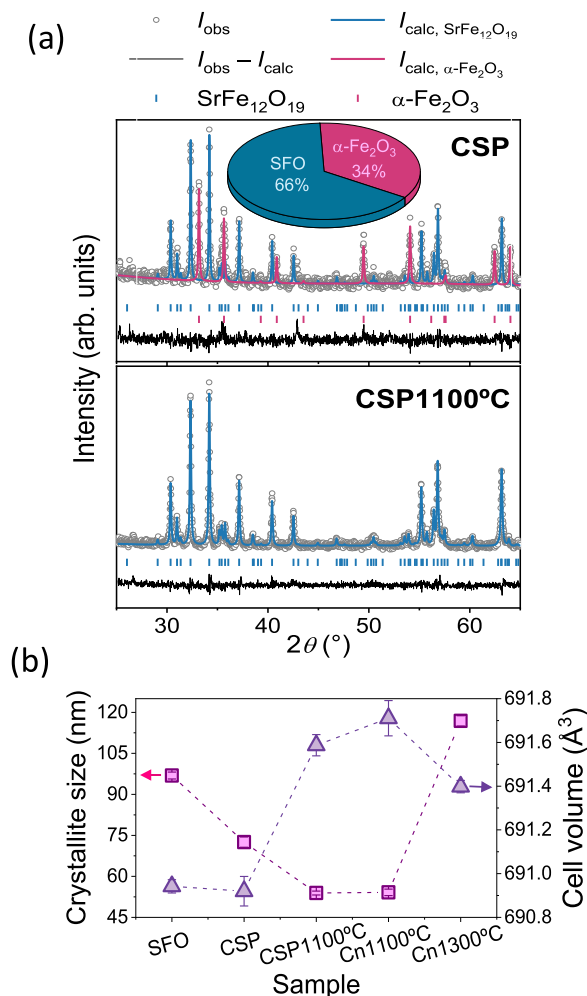 (a)
I_obs
I_calc, SrFe₁₂O₁₉
I_obs − I_calc
I_calc, α-Fe₂O₃
SrFe₁₂O₁₉
α-Fe₂O₃
CSP
SFO
66%
α-Fe₂O₃
34%
CSP1100ºC
Intensity (arb. units)
30 40 50 60
2θ (°)
(b)
Crystallite size (nm)
120
105
90
75
60
45
691.8
691.6
691.4
691.2
691.0
690.8
Cell volume (Å³)
SFO CSP CSP1100ºC Cn1100ºC Cn1300ºC
Sample